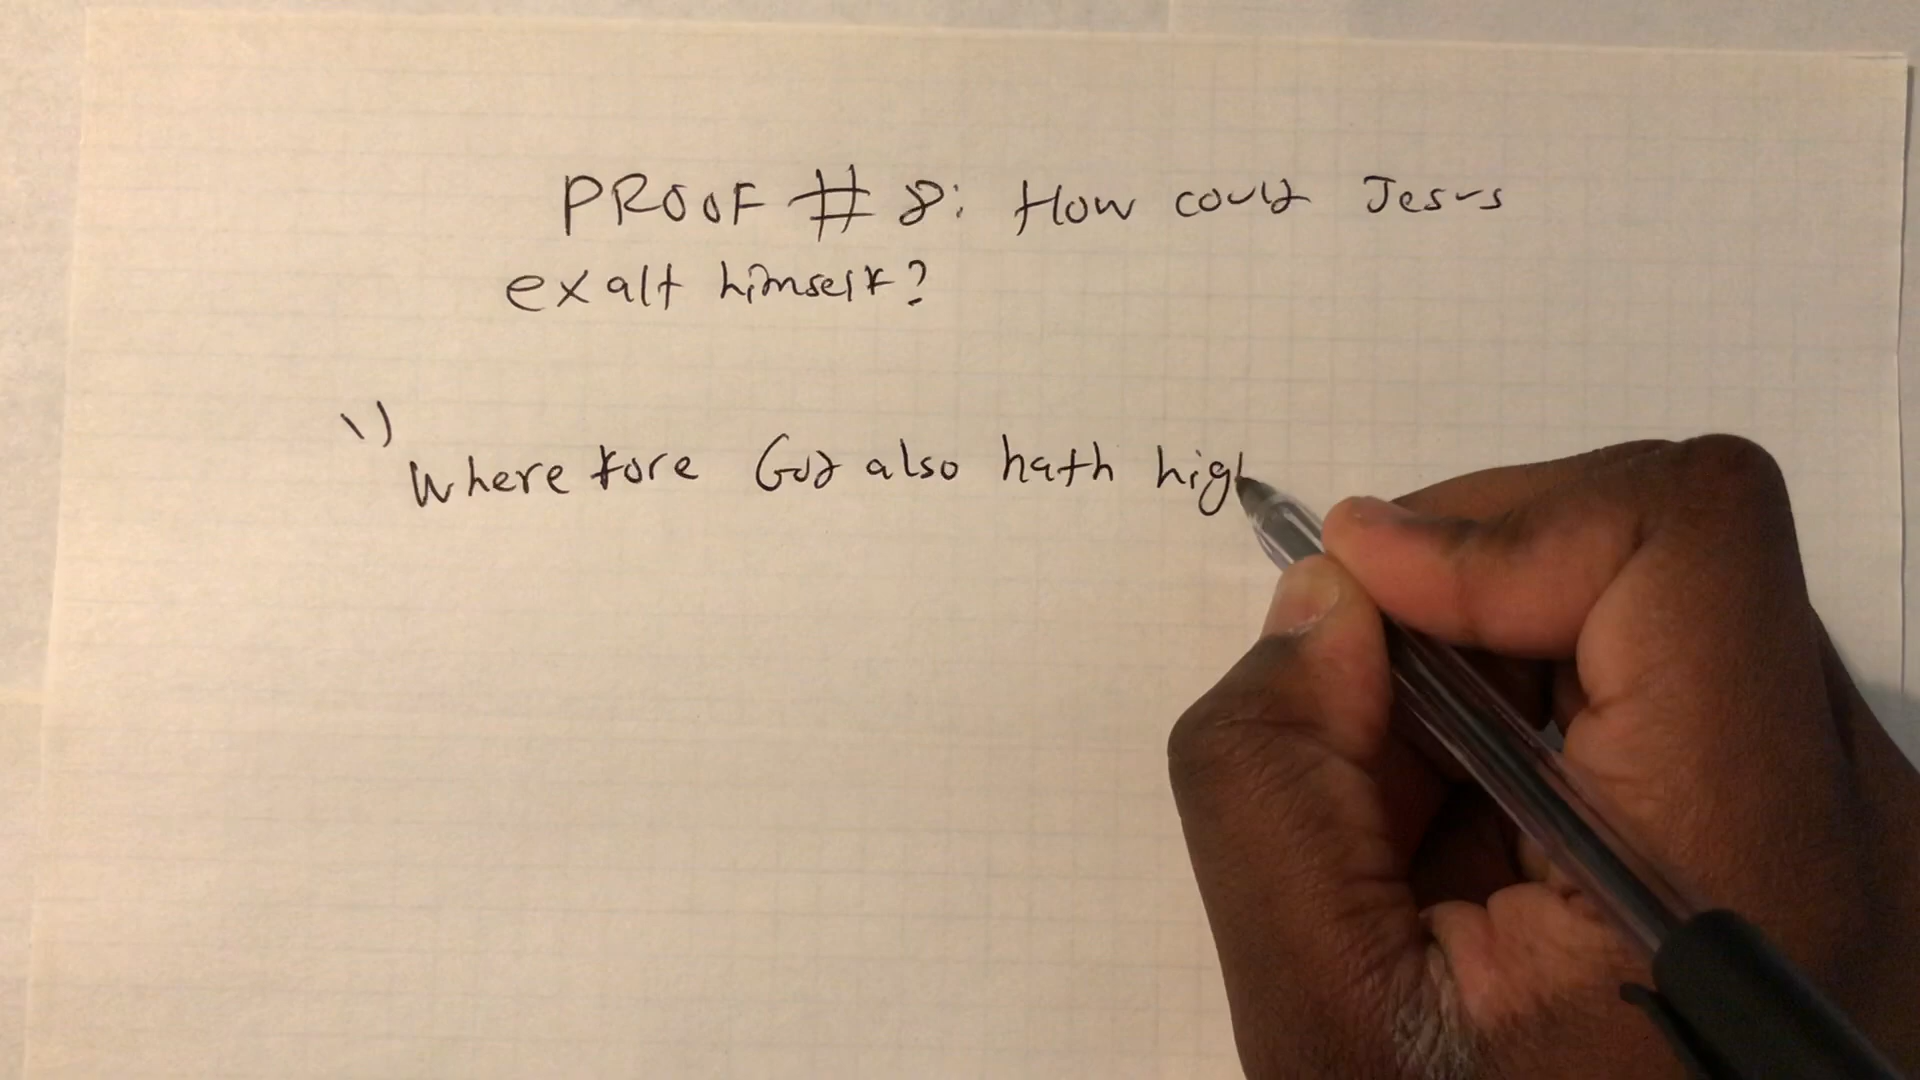 PROOF # 8: How could Jesus
exalt himself?
1)
Wherefore God also hath high